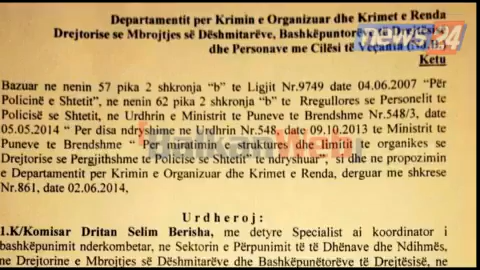 Departamentit per Krimin e Organizuar dhe Krimet e Renda
Drejtorise se Mbrojtjes së Dëshmitarëve, Bashkëpuntorëve të Drejtësisë
dhe Personave me Cilësi të Veçanta
news24
Ketu
Bazuar ne nenin 57 pika 2 shkronja “b” te Ligjit Nr.9749 date 04.06.2007 “Për
Policinë e Shtetit”, ne nenin 62 pika 2 shkronja “b” te Rregullores se Personelit te
Policisë se Shtetit, ne Urdhrin e Ministrit te Puneve te Brendshme Nr.548/3, date
05.05.2014 “ Per disa ndryshime ne Urdhrin Nr.548, date 09.10.2013 te Ministrit te
Puneve te Brendshme “ Per miratimin e struktures dhe limitit te organikes se
Drejtorise se Pergjithshme te Policise se Shtetit te ndryshuar”, si dhe ne propozimin
e Departamentit per Krimin e Organizuar dhe Krimet e Renda, derguar me shkrese
Nr.861, date 02.06.2014,
BalkanWeb
Urdheroj:
1.K/Komisar Dritan Selim Berisha, me detyre Specialist ai koordinator i
bashkëpunimit nderkombetar, ne Sektorin e Përpunimit të të Dhënave dhe Ndihmës,
ne Drejtorine e Mbrojtjes së Dëshmitarëve dhe Bashkëpunëtorëve të Drejtësisë, ne